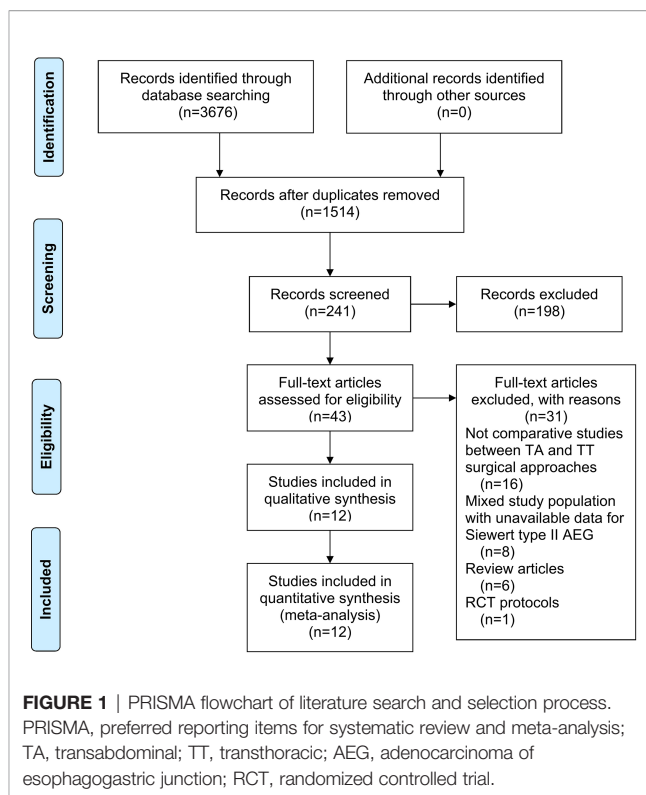 Identification
Records identified through
database searching
(n=3676)
Additional records identified
through other sources
(n=0)
Records after duplicates removed
(n=1514)
Screening
Records screened
(n=241)
Records excluded
(n=198)
Eligibility
Full-text articles
assessed for eligibility
(n=43)
Full-text articles
excluded, with reasons
(n=31)
Not comparative studies
between TA and TT
surgical approaches
(n=16)
Mixed study population
with unavailable data for
Siewert type II AEG
(n=8)
Review articles
(n=6)
RCT protocols
(n=1)
Studies included in
qualitative synthesis
(n=12)
Included
Studies included in
quantitative synthesis
(meta-analysis)
(n=12)
FIGURE 1 | PRISMA flowchart of literature search and selection process.
PRISMA, preferred reporting items for systematic review and meta-analysis;
TA, transabdominal; TT, transthoracic; AEG, adenocarcinoma of
esophagogastric junction; RCT, randomized controlled trial.